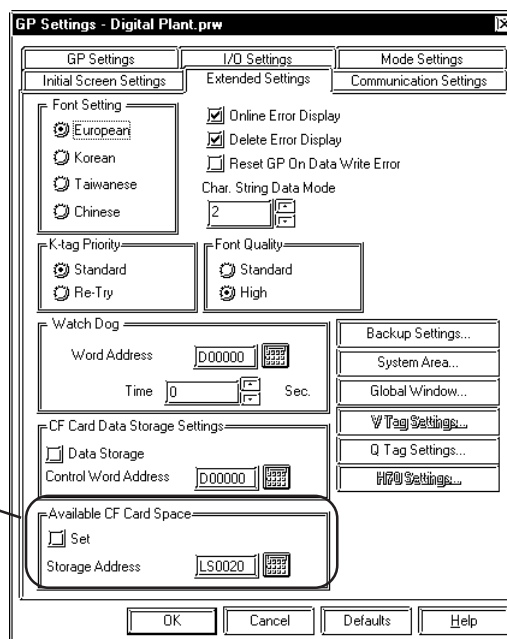 GP Settings - Digital Plant.prw
GP Settings
I/O Settings
Mode Settings
Initial Screen Settings
Extended Settings
Communication Settings
Font Setting
European
Korean
Taiwanese
Chinese
Online Error Display
Delete Error Display
Reset GP On Data Write Error
Char. String Data Mode
2
K-tag Priority
Standard
Re-Try
Font Quality
Standard
High
Watch Dog
Word Address
D00000
Time
0
Sec.
CF Card Data Storage Settings
Data Storage
Control Word Address
D00000
Available CF Card Space
Set
Storage Address
LS0020
Backup Settings...
System Area...
Global Window...
V Tag Settings...
Q Tag Settings...
H70 Settings...
OK
Cancel
Defaults
Help